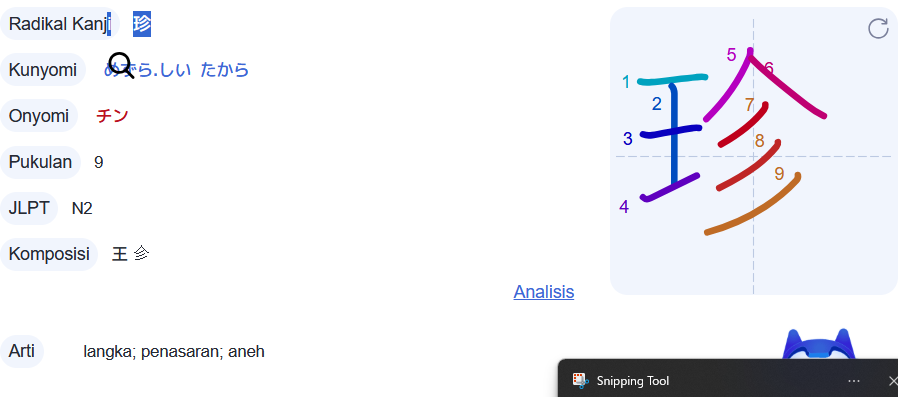 Radikal Kanji 珍
Kunyomi めずら.しい たから
Onyomi チン
Pukulan 9
JLPT N2
Komposisi 王 㐱
Analisis
Arti langka; penasaran; aneh
1
2
3
4
5
6
7
8
9
Snipping Tool